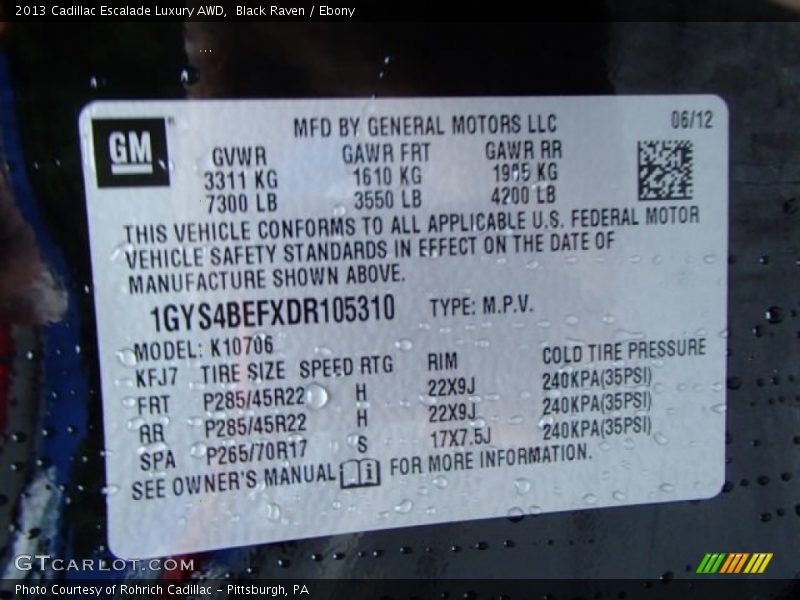 2013 Cadillac Escalade Luxury AWD, Black Raven / Ebony
GM
MFD BY GENERAL MOTORS LLC 06/12
GVWR GAWR FRT GAWR RR
3311 KG 1610 KG 1905 KG
7300 LB 3550 LB 4200 LB
THIS VEHICLE CONFORMS TO ALL APPLICABLE U.S. FEDERAL MOTOR
VEHICLE SAFETY STANDARDS IN EFFECT ON THE DATE OF
MANUFACTURE SHOWN ABOVE.
1GYS4BEFXDR105310 TYPE: M.P.V.
MODEL: K10706
KFJ7 TIRE SIZE SPEED RTG RIM COLD TIRE PRESSURE
FRT P285/45R22 H 22X9J 240KPA(35PSI)
RR P285/45R22 H 22X9J 240KPA(35PSI)
SPA P265/70R17 S 17X7.5J 240KPA(35PSI)
SEE OWNER'S MANUAL FOR MORE INFORMATION.
GTCARLOT.COM
Photo Courtesy of Rohrich Cadillac - Pittsburgh, PA